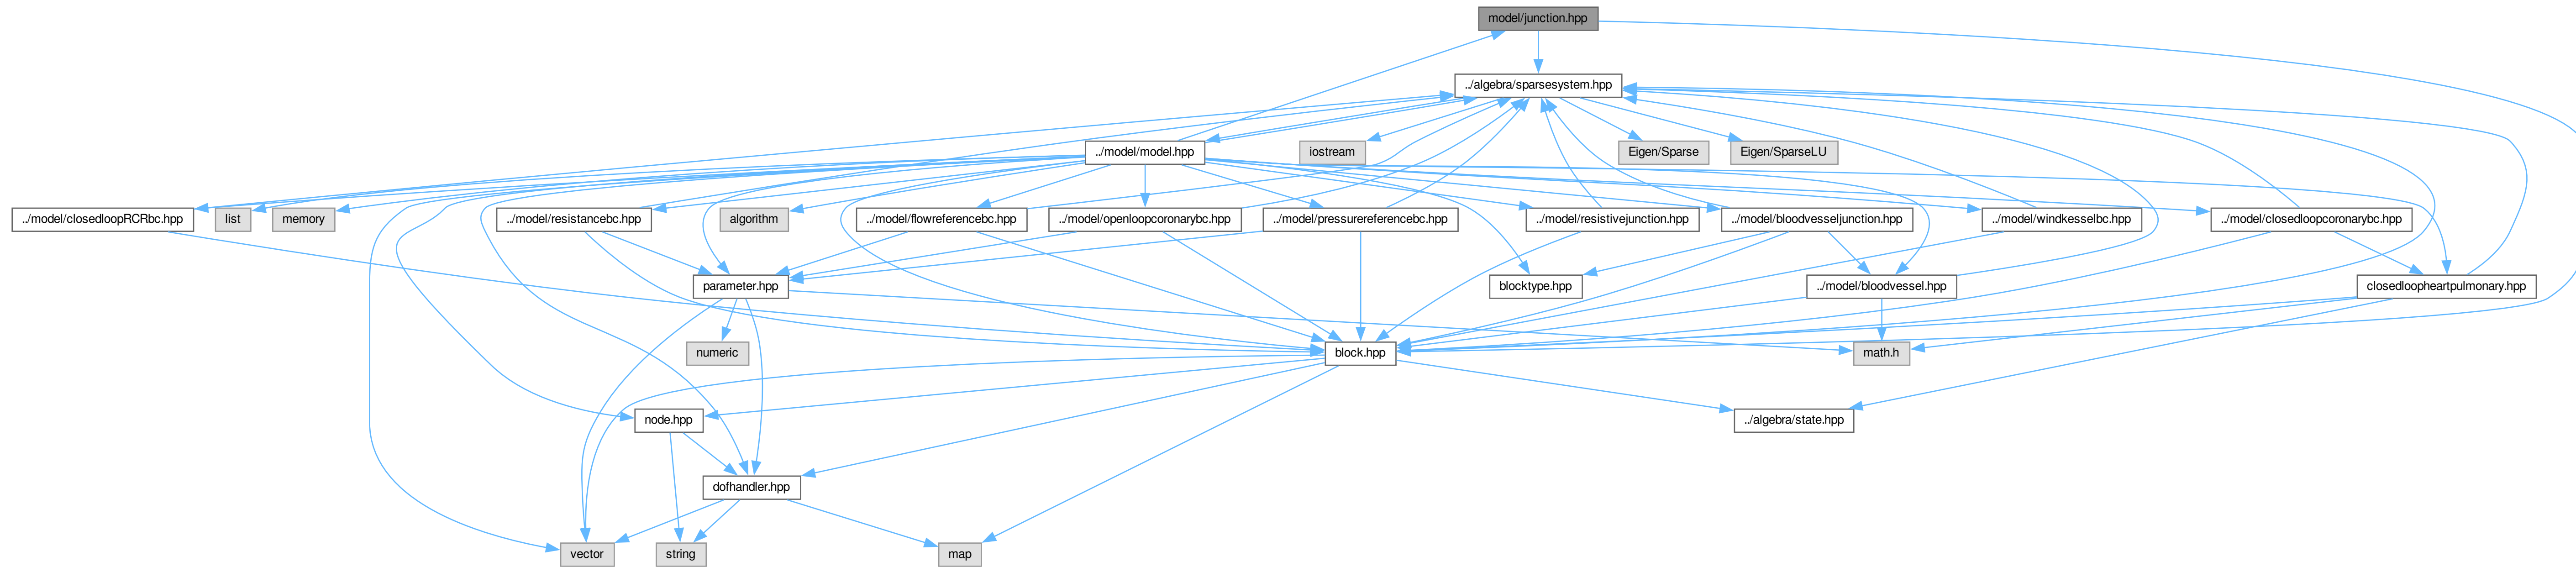 model/junction.hpp
../algebra/sparsesystem.hpp
../model/model.hpp
iostream
Eigen/Sparse
Eigen/SparseLU
../model/closedloopRCRbc.hpp
list
memory
../model/resistancebc.hpp
algorithm
../model/flowreferencebc.hpp
../model/openloopcoronarybc.hpp
../model/pressurereferencebc.hpp
../model/resistivejunction.hpp
../model/bloodvesseljunction.hpp
../model/windkesselbc.hpp
../model/closedloopcoronarybc.hpp
parameter.hpp
blocktype.hpp
../model/bloodvessel.hpp
closedloopheartpulmonary.hpp
numeric
block.hpp
math.h
node.hpp
../algebra/state.hpp
dofhandler.hpp
vector
string
map